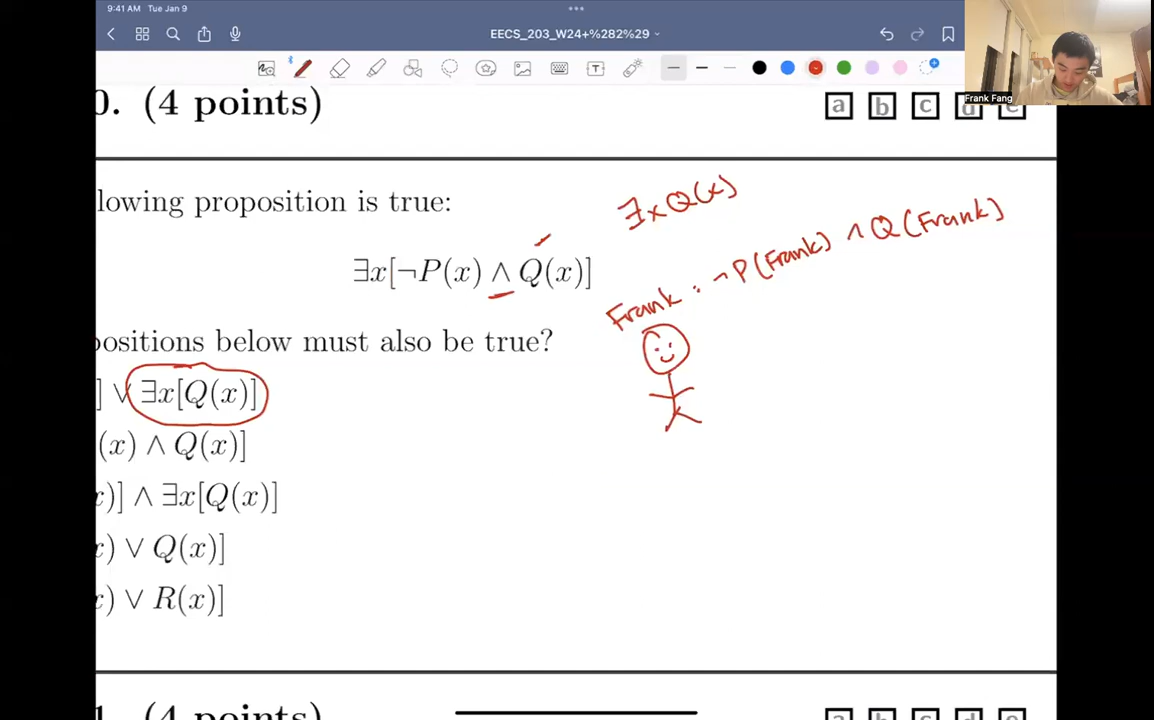 9:41 AM Tue Jan 9
EECS_203_W24+%282%29
Frank Fang
0. (4 points)
a b c d e
lowing proposition is true:
∃x Q(x)
∃x[¬P(x) ∧ Q(x)]
Frank : ¬P(Frank) ∧ Q(Frank)
ositions below must also be true?
] ∨ ∃x[Q(x)]
(x) ∧ Q(x)]
x)] ∧ ∃x[Q(x)]
x) ∨ Q(x)]
x) ∨ R(x)]
1. (4 points)